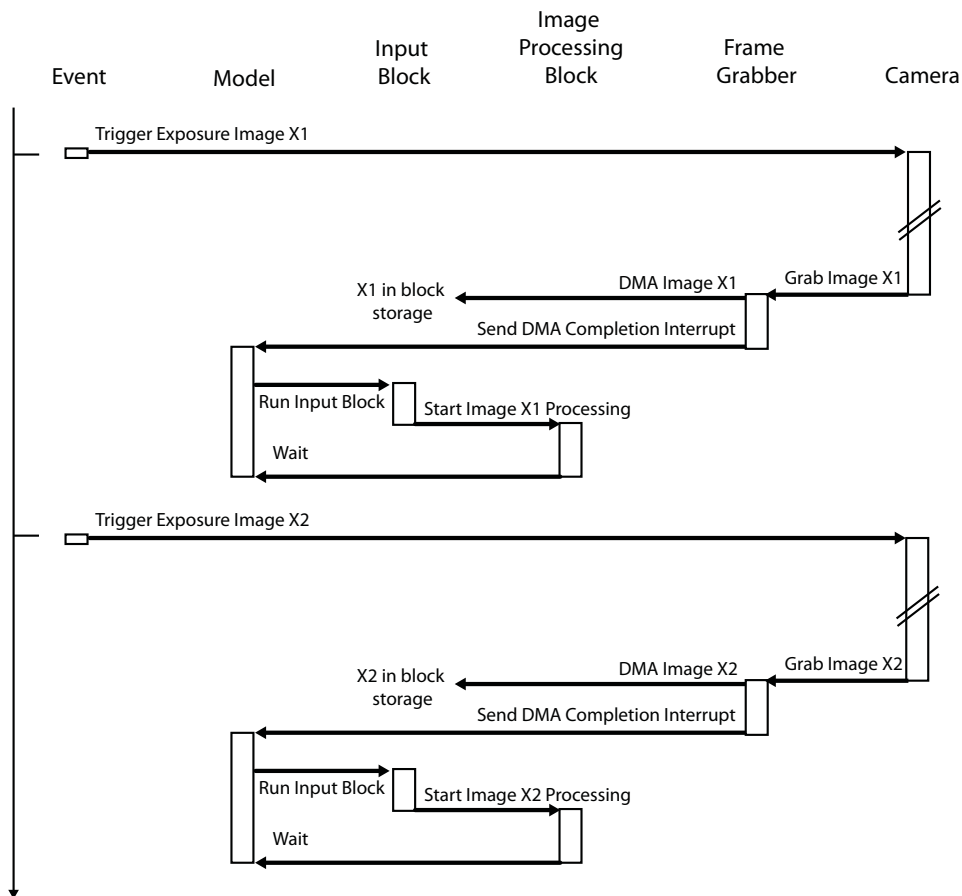 Event
Model
Input
Block
Image
Processing
Block
Frame
Grabber
Camera
Trigger Exposure Image X1
Grab Image X1
DMA Image X1
X1 in block
storage
Send DMA Completion Interrupt
Run Input Block
Start Image X1 Processing
Wait
Trigger Exposure Image X2
Grab Image X2
DMA Image X2
X2 in block
storage
Send DMA Completion Interrupt
Run Input Block
Start Image X2 Processing
Wait